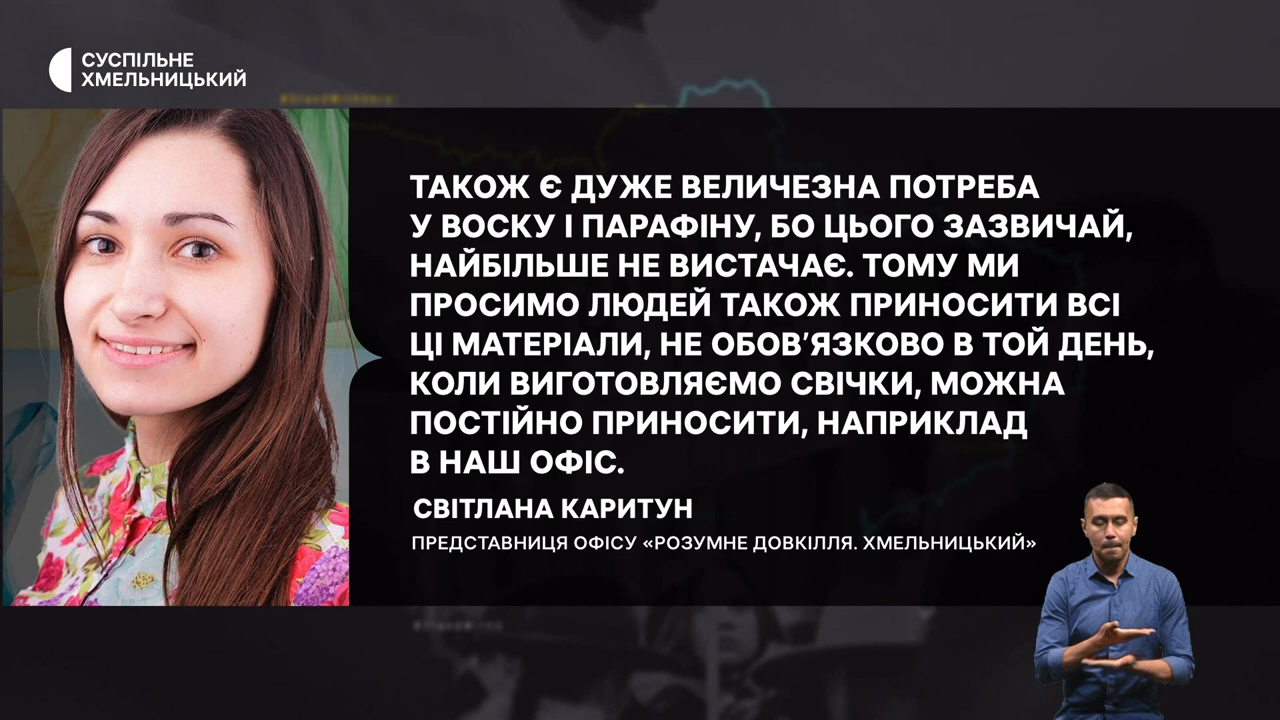 СУСПІЛЬНЕ
ХМЕЛЬНИЦЬКИЙ
ТАКОЖ Є ДУЖЕ ВЕЛИЧЕЗНА ПОТРЕБА
У ВОСКУ І ПАРАФІНУ, БО ЦЬОГО ЗАЗВИЧАЙ,
НАЙБІЛЬШЕ НЕ ВИСТАЧАЄ. ТОМУ МИ
ПРОСИМО ЛЮДЕЙ ТАКОЖ ПРИНОСИТИ ВСІ
ЦІ МАТЕРІАЛИ, НЕ ОБОВ'ЯЗКОВО В ТОЙ ДЕНЬ,
КОЛИ ВИГОТОВЛЯЄМО СВІЧКИ, МОЖНА
ПОСТІЙНО ПРИНОСИТИ, НАПРИКЛАД
В НАШ ОФІС.
СВІТЛАНА КАРИТУН
ПРЕДСТАВНИЦЯ ОФІСУ «РОЗУМНЕ ДОВКІЛЛЯ. ХМЕЛЬНИЦЬКИЙ»